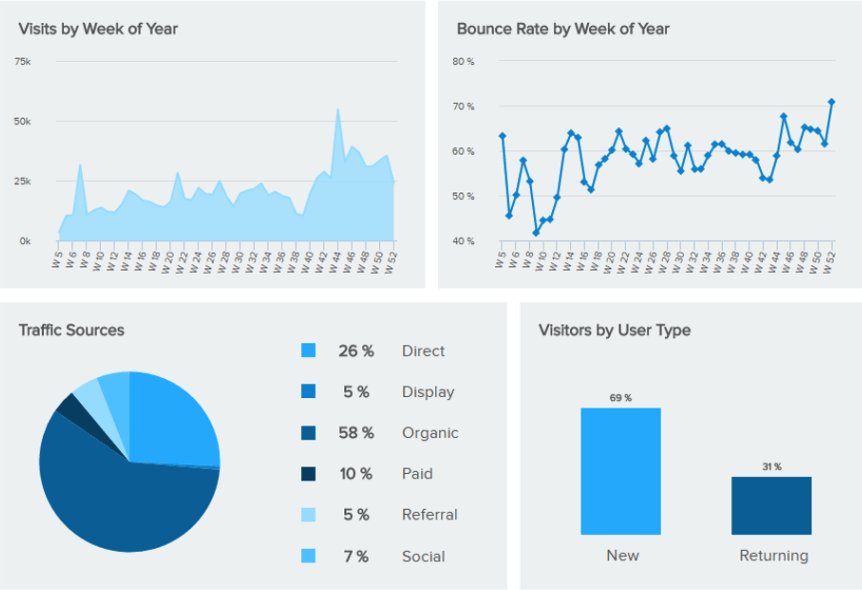 Visits by Week of Year
75k
50k
25k
0k
W 5
W 6
W 8
W 10
W 12
W 14
W 16
W 18
W 20
W 22
W 24
W 26
W 28
W 30
W 32
W 34
W 36
W 38
W 40
W 42
W 44
W 46
W 48
W 50
W 52
Bounce Rate by Week of Year
80 %
70 %
60 %
50 %
40 %
W 5
W 6
W 8
W 10
W 12
W 14
W 16
W 18
W 20
W 22
W 24
W 26
W 28
W 30
W 32
W 34
W 36
W 38
W 40
W 42
W 44
W 46
W 48
W 50
W 52
Traffic Sources
26 % Direct
5 % Display
58 % Organic
10 % Paid
5 % Referral
7 % Social
Visitors by User Type
69 %
31 %
New
Returning